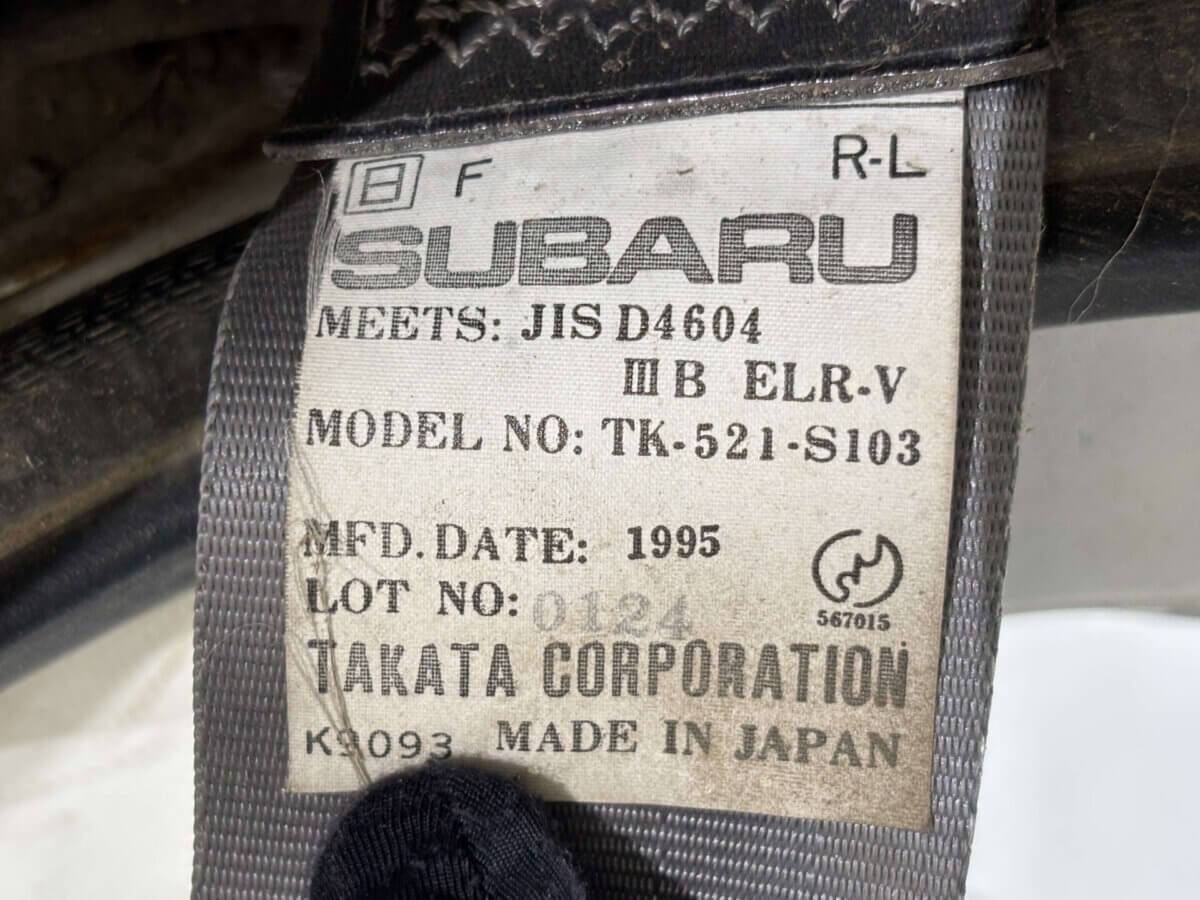 日 F R-L
SUBARU
MEETS: JIS D4604
III B ELR-V
MODEL NO: TK-521-S103
MFD. DATE: 1995
LOT NO: 0124
567015
TAKATA CORPORATION
K9093 MADE IN JAPAN